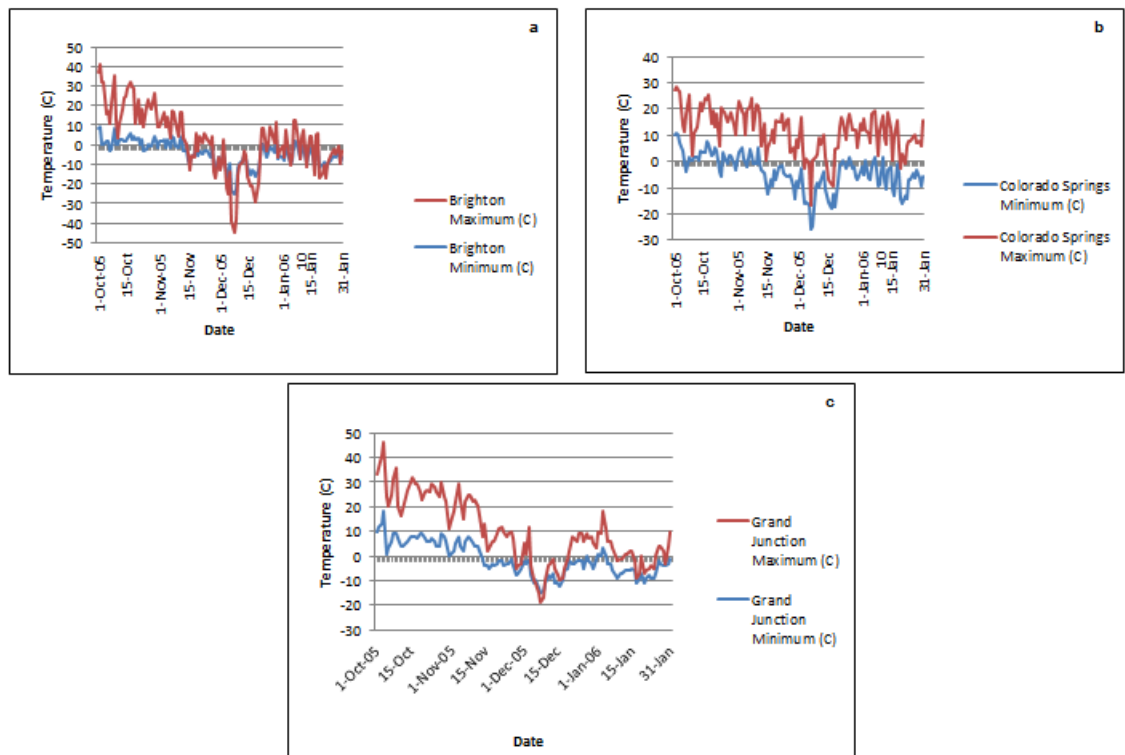 a
50
40
30
20
10
0
-10
-20
-30
-40
-50
Temperature (C)
1-Oct-05
15-Oct
1-Nov-05
15-Nov
1-Dec-05
15-Dec
1-Jan-06
10
15-Jan
31-Jan
Date
Brighton
Maximum (C)
Brighton
Minimum (C)
b
40
30
20
10
0
-10
-20
-30
Temperature (C)
1-Oct-05
15-Oct
1-Nov-05
15-Nov
1-Dec-05
15-Dec
1-Jan-06
10
15-Jan
31-Jan
Date
Colorado Springs
Minimum (C)
Colorado Springs
Maximum (C)
c
50
40
30
20
10
0
-10
-20
-30
Temperature (C)
1-Oct-05
15-Oct
1-Nov-05
15-Nov
1-Dec-05
15-Dec
1-Jan-06
15-Jan
31-Jan
Date
Grand
Junction
Maximum (C)
Grand
Junction
Minimum (C)